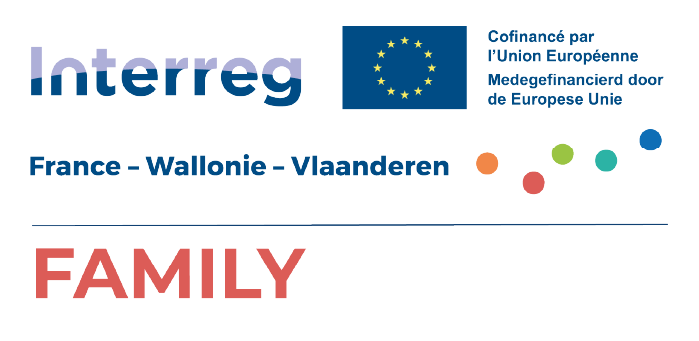 Interreg
Cofinancé par
l'Union Européenne
Medegefinancierd door
de Europese Unie
France – Wallonie – Vlaanderen
FAMILY